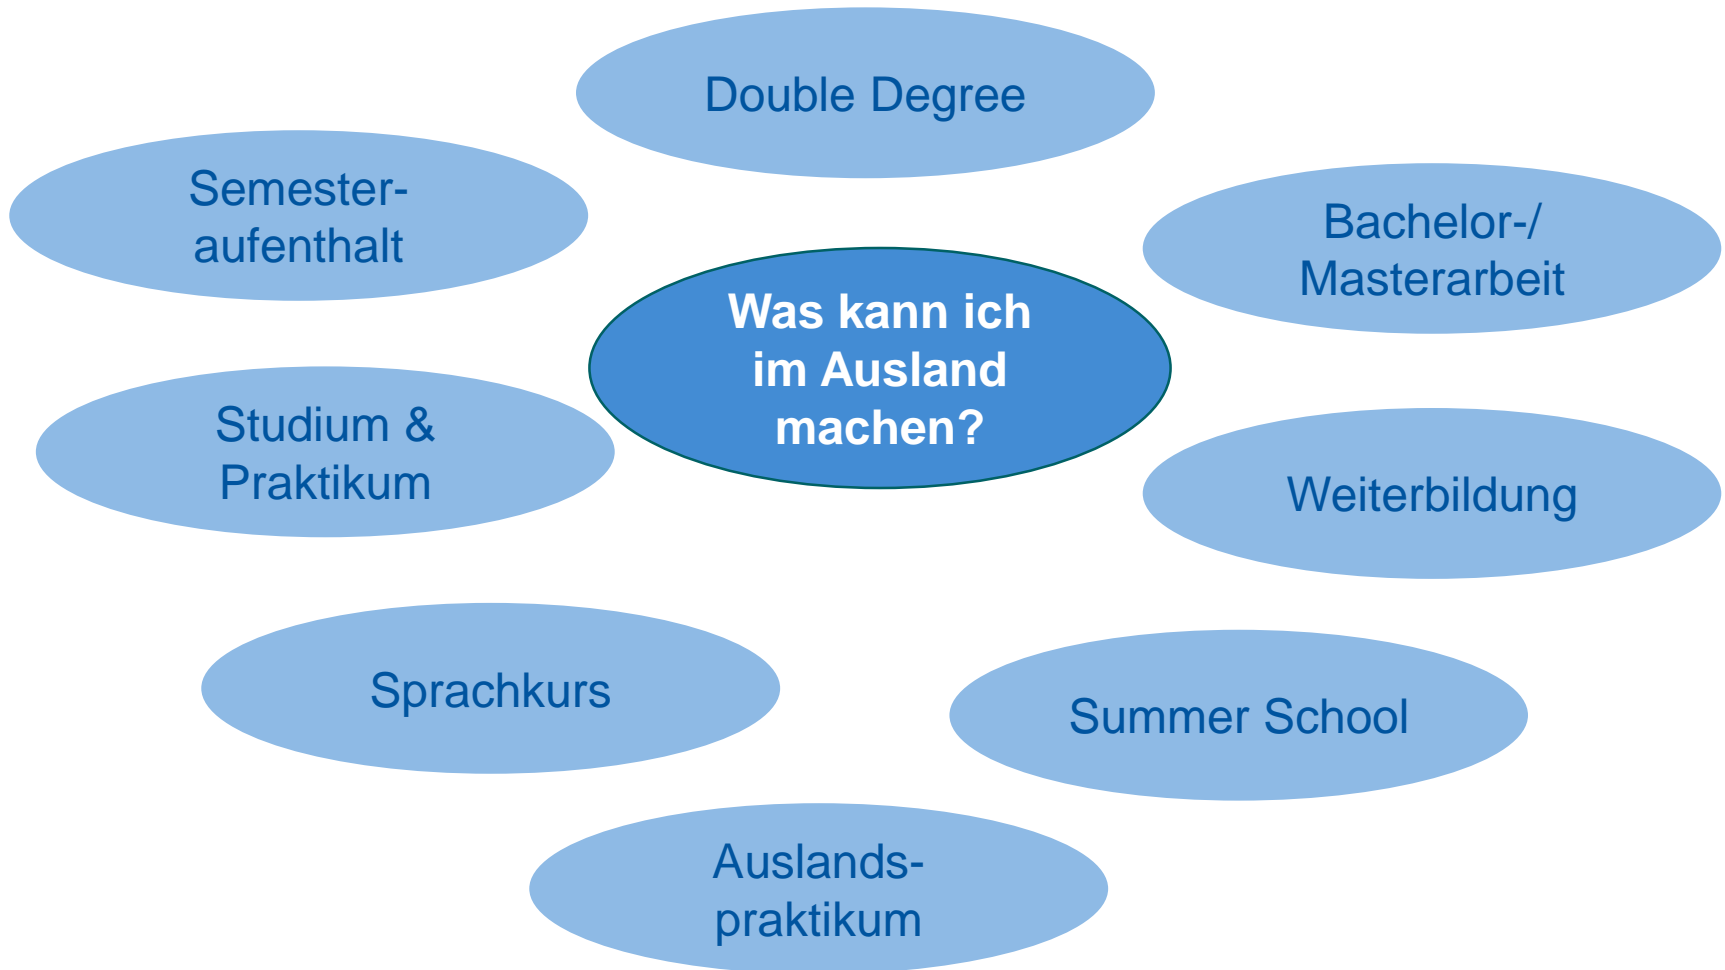 Double Degree
Semester-
aufenthalt
Bachelor-/
Masterarbeit
Was kann ich
im Ausland
machen?
Studium &
Praktikum
Weiterbildung
Sprachkurs
Summer School
Auslands-
praktikum